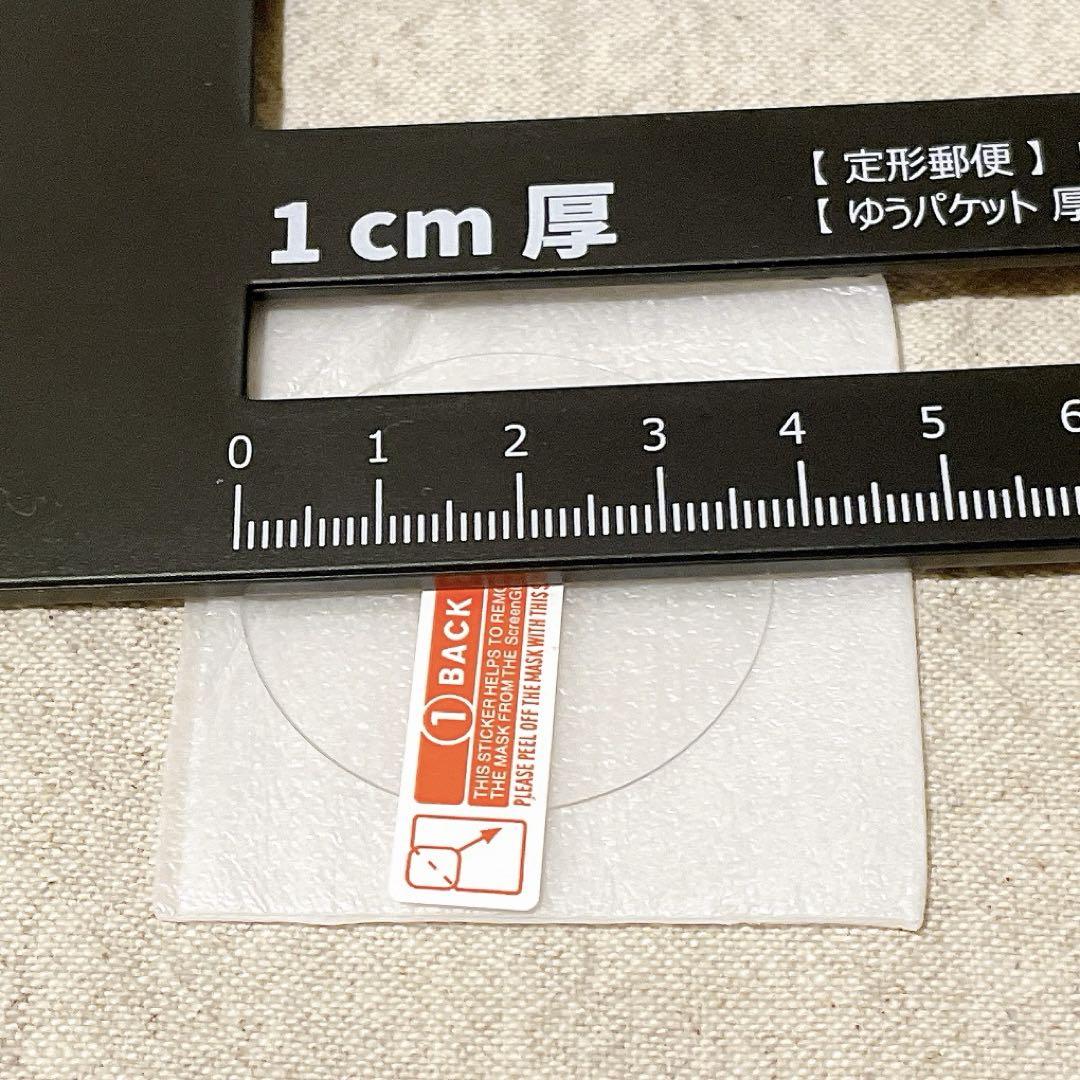 【 定形郵便 】
1 cm 厚
【 ゆうパケット 厚
0 1 2 3 4 5 6
1 BACK
THIS STICKER HELPS TO
THE MASK FROM THE
PLEASE PEEL OFF THE MASK WITH THIS